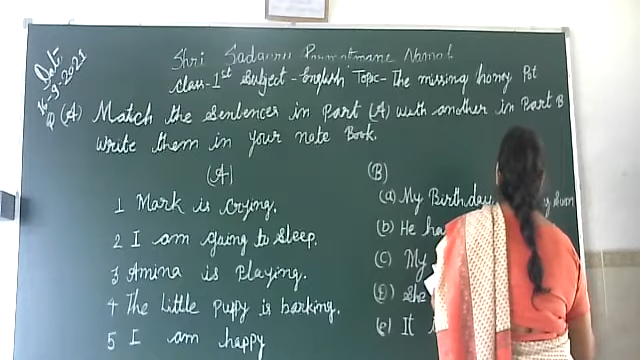 Date-
16-9-2021
Shri Sadguru Parmatmane Namah
Class-1st Subject - English Topic - The missing honey Pot
Q (A) Match the sentences in Part (A) with another in Part B
write them in your note Book.
(A) (B)
1 Mark is crying. (a) My Birthday
2 I am going to sleep. (b) He
3 Amina is playing. (c) My
4 The Little puppy is barking. (D) She
5 I am happy (e) It